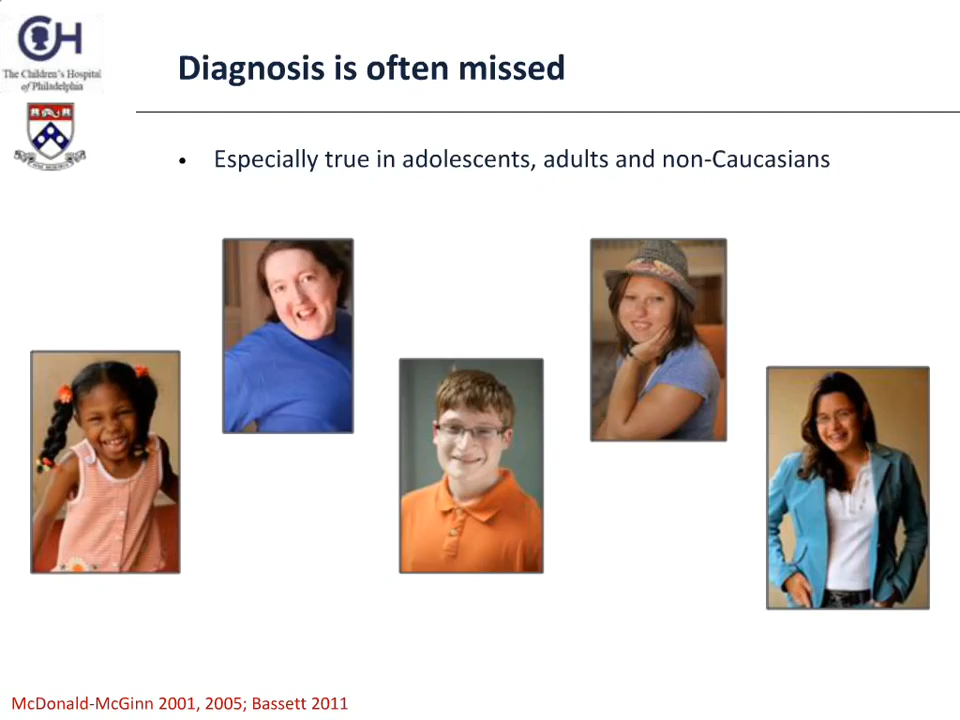 CH
The Children's Hospital
of Philadelphia
Diagnosis is often missed
• Especially true in adolescents, adults and non-Caucasians
McDonald-McGinn 2001, 2005; Bassett 2011